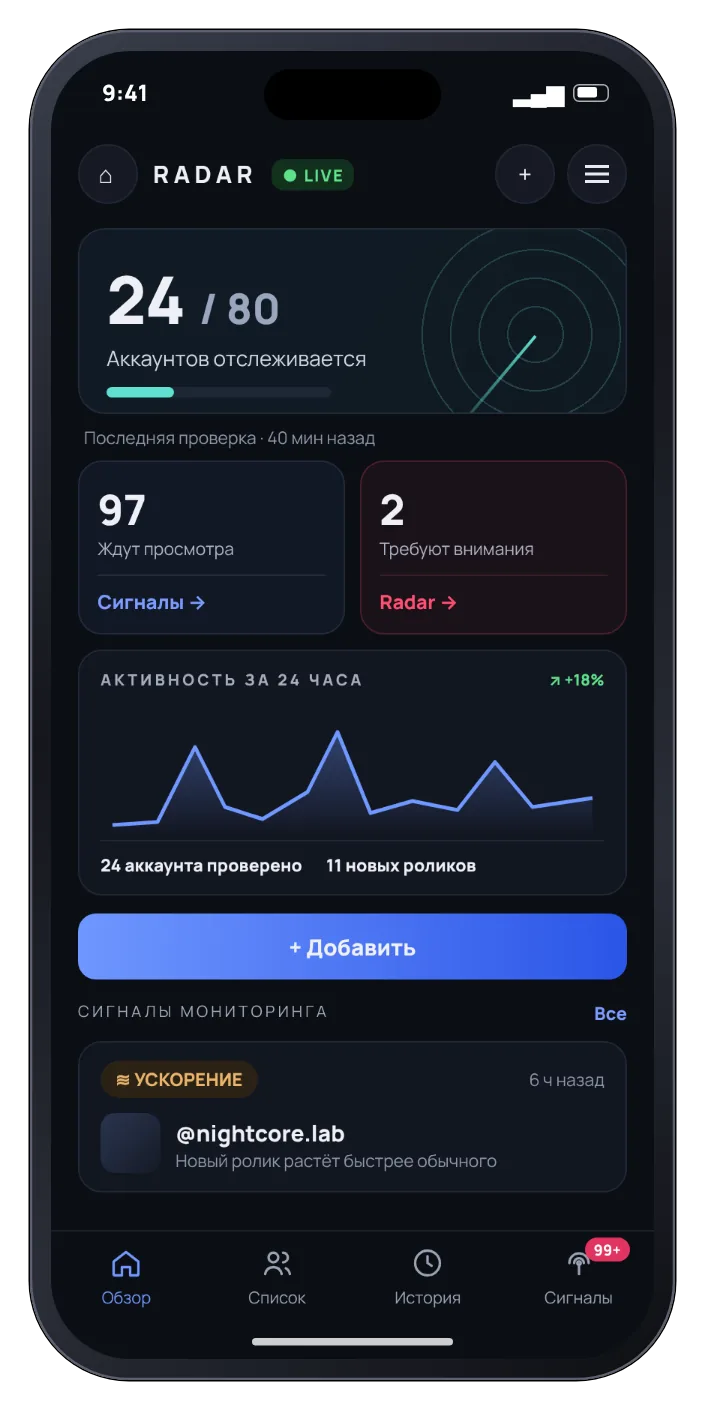 9:41
RADAR LIVE +
24 / 80
Аккаунтов отслеживается
Последняя проверка · 40 мин назад
97
Ждут просмотра
Сигналы →
2
Требуют внимания
Radar →
АКТИВНОСТЬ ЗА 24 ЧАСА ↗ +18%
24 аккаунта проверено 11 новых роликов
+ Добавить
СИГНАЛЫ МОНИТОРИНГА Все
≋ УСКОРЕНИЕ 6 ч назад
@nightcore.lab
Новый ролик растёт быстрее обычного
99+
Обзор Список История Сигналы